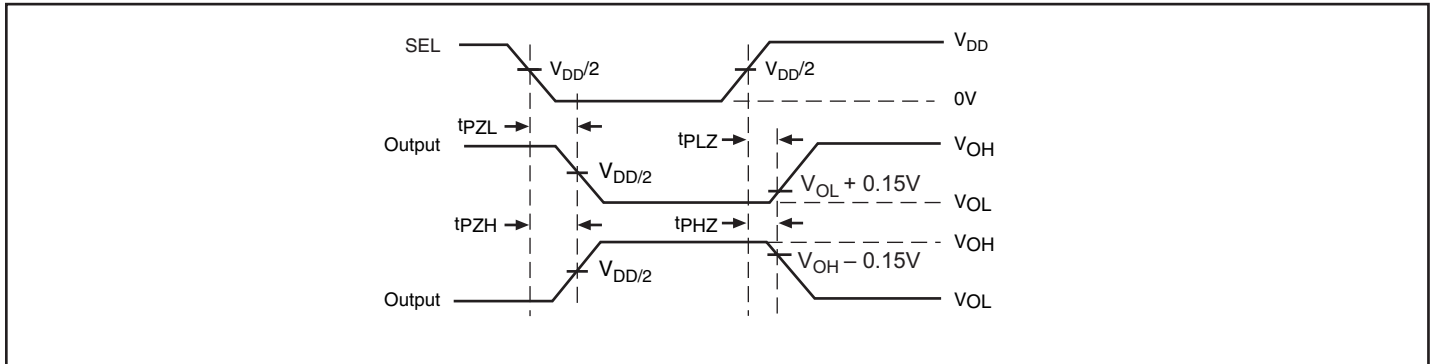 SEL
V_DD/2
V_DD/2
V_DD
0V
tPZL
tPLZ
Output
V_DD/2
V_OH
V_OL + 0.15V
V_OL
tPZH
tPHZ
V_OH
V_OH – 0.15V
V_DD/2
Output
V_OL